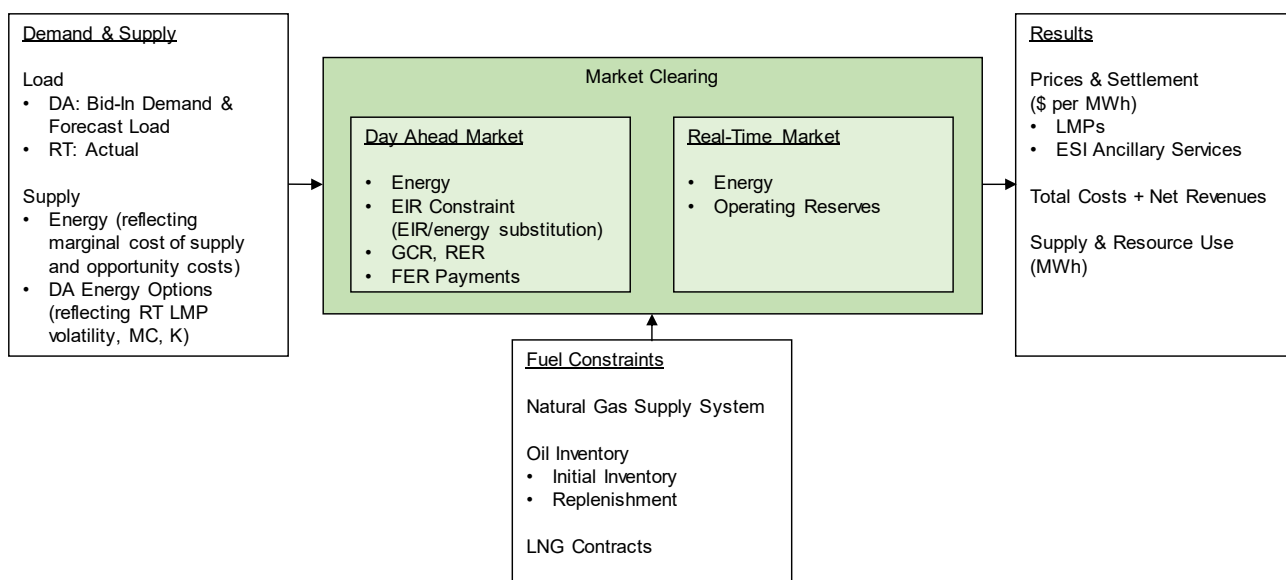 Demand & Supply
Load
• DA: Bid-In Demand &
Forecast Load
• RT: Actual
Supply
• Energy (reflecting
marginal cost of supply
and opportunity costs)
• DA Energy Options
(reflecting RT LMP
volatility, MC, K)
Market Clearing
Day Ahead Market
• Energy
• EIR Constraint
(EIR/energy substitution)
• GCR, RER
• FER Payments
Real-Time Market
• Energy
• Operating Reserves
Fuel Constraints
Natural Gas Supply System
Oil Inventory
• Initial Inventory
• Replenishment
LNG Contracts
Results
Prices & Settlement
($ per MWh)
• LMPs
• ESI Ancillary Services
Total Costs + Net Revenues
Supply & Resource Use
(MWh)